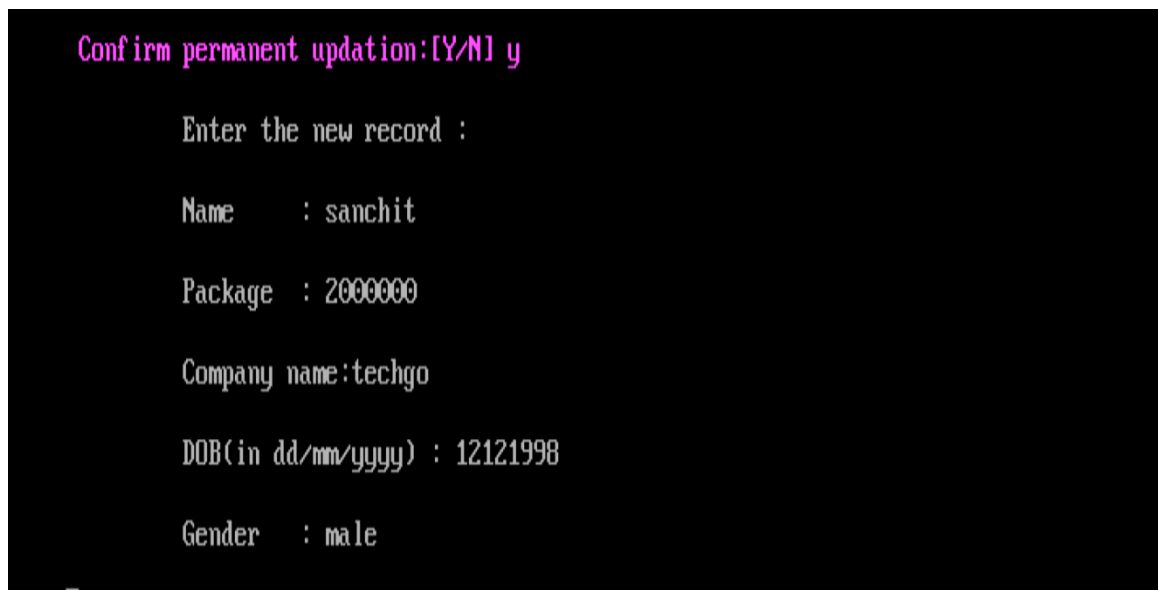 Confirm permanent updation:[Y/N] y
Enter the new record :
Name : sanchit
Package : 2000000
Company name:techgo
DOB(in dd/mm/yyyy) : 12121998
Gender : male